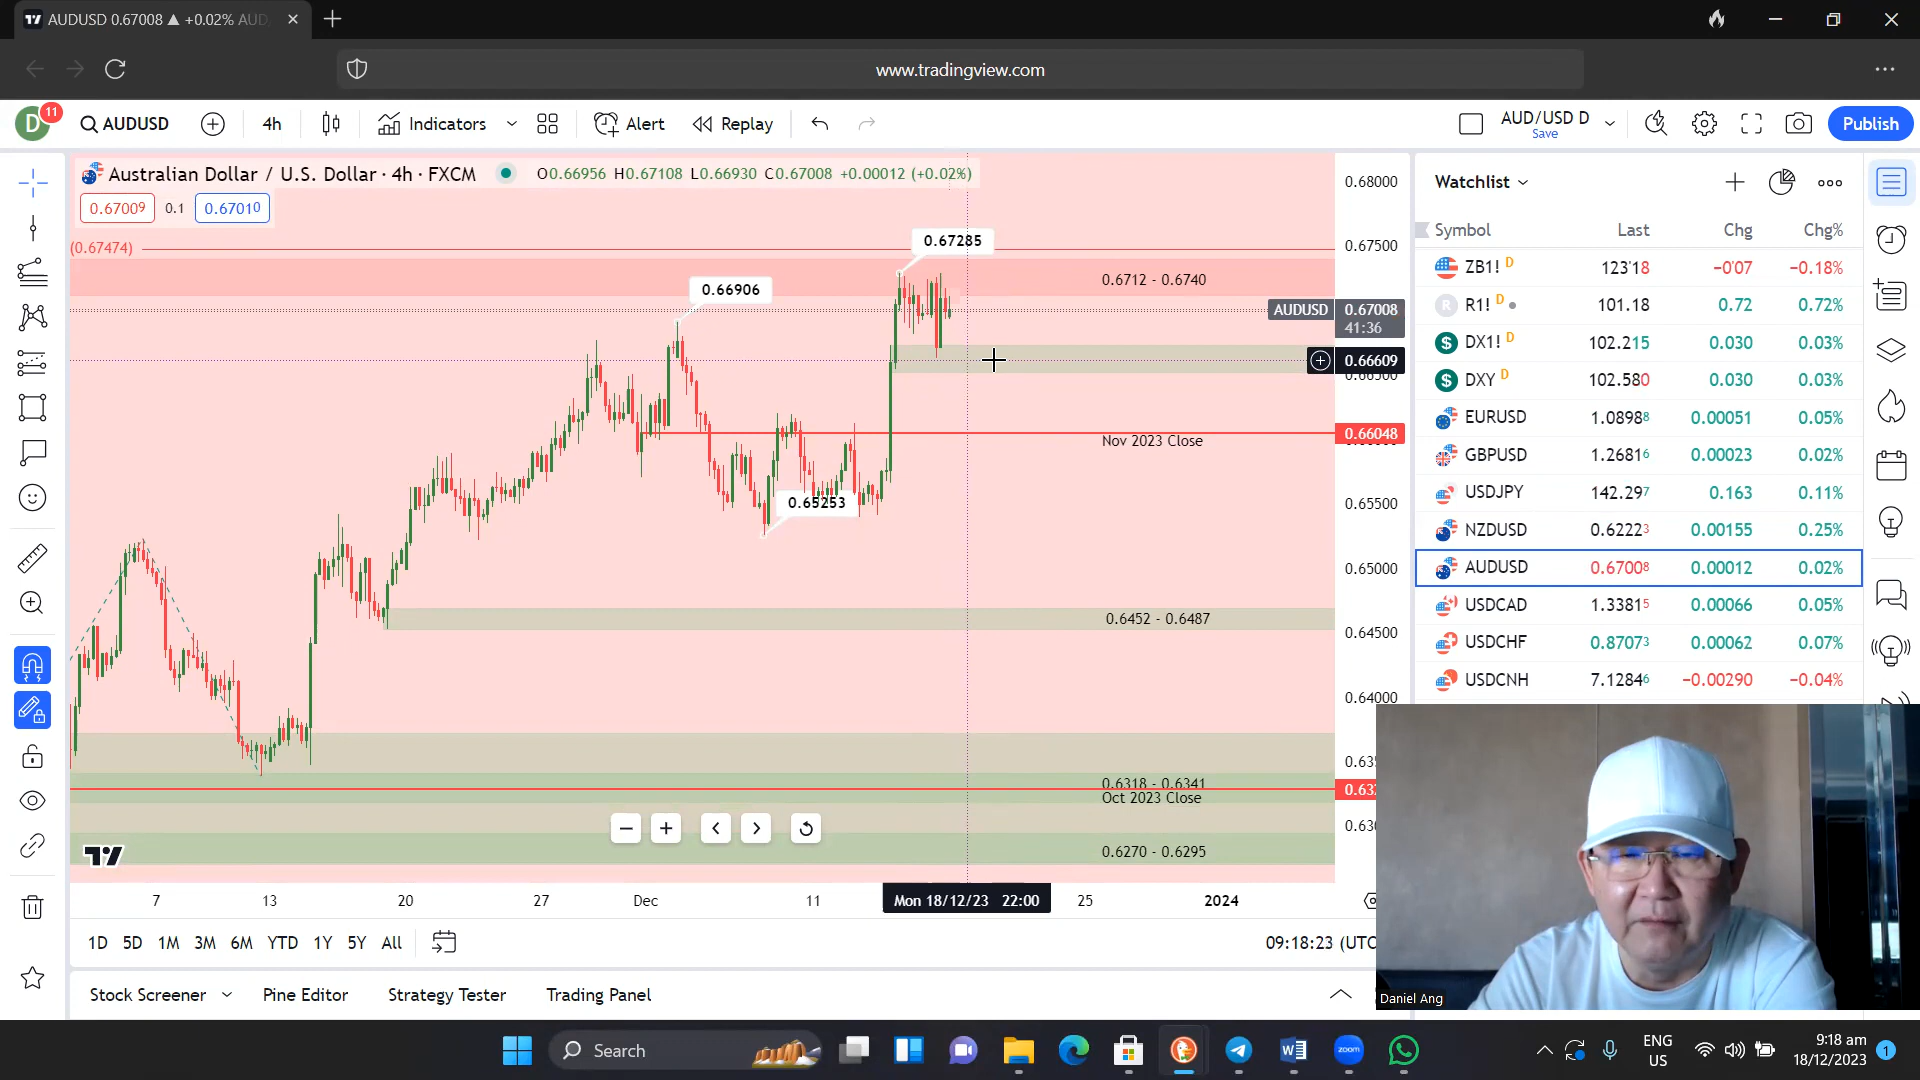 AUDUSD 0.67008 ▲ +0.02% AUD
www.tradingview.com
D 11 AUDUSD 4h Indicators Alert Replay AUD/USD D Save Publish
Australian Dollar / U.S. Dollar · 4h · FXCM O0.66956 H0.67108 L0.66930 C0.67008 +0.00012 (+0.02%)
0.67009 0.1 0.67010
(0.67474)
0.67285
0.6712 - 0.6740
0.66906
AUDUSD
0.65253
Nov 2023 Close
0.6452 - 0.6487
0.6318 - 0.6341
Oct 2023 Close
0.6270 - 0.6295
0.68000
0.67500
0.67008
41:36
0.66609
0.66048
0.65500
0.65000
0.64500
0.64000
7 13 20 27 Dec 11 Mon 18/12/23 22:00 25 2024
1D 5D 1M 3M 6M YTD 1Y 5Y All 09:18:23 (UTC
Stock Screener Pine Editor Strategy Tester Trading Panel
Watchlist
Symbol Last Chg Chg%
ZB1! D 123'18 −0'07 −0.18%
R R1! D 101.18 0.72 0.72%
DX1! D 102.215 0.030 0.03%
DXY D 102.580 0.030 0.03%
EURUSD 1.08988 0.00051 0.05%
GBPUSD 1.26816 0.00023 0.02%
USDJPY 142.297 0.163 0.11%
NZDUSD 0.62223 0.00155 0.25%
AUDUSD 0.67008 0.00012 0.02%
USDCAD 1.33815 0.00066 0.05%
USDCHF 0.87073 0.00062 0.07%
USDCNH 7.12846 −0.00290 −0.04%
Daniel Ang
Search
zoom
ENG
US
9:18 am
18/12/2023
1